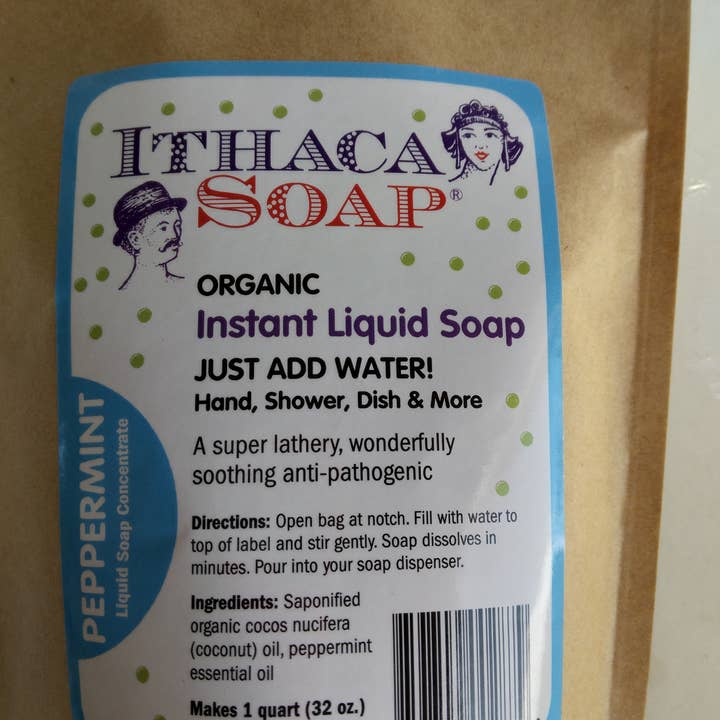 ITHACA
SOAP®
ORGANIC
Instant Liquid Soap
JUST ADD WATER!
Hand, Shower, Dish & More
A super lathery, wonderfully
soothing anti-pathogenic
PEPPERMINT
Liquid Soap Concentrate
Directions: Open bag at notch. Fill with water to
top of label and stir gently. Soap dissolves in
minutes. Pour into your soap dispenser.
Ingredients: Saponified
organic cocos nucifera
(coconut) oil, peppermint
essential oil
Makes 1 quart (32 oz.)